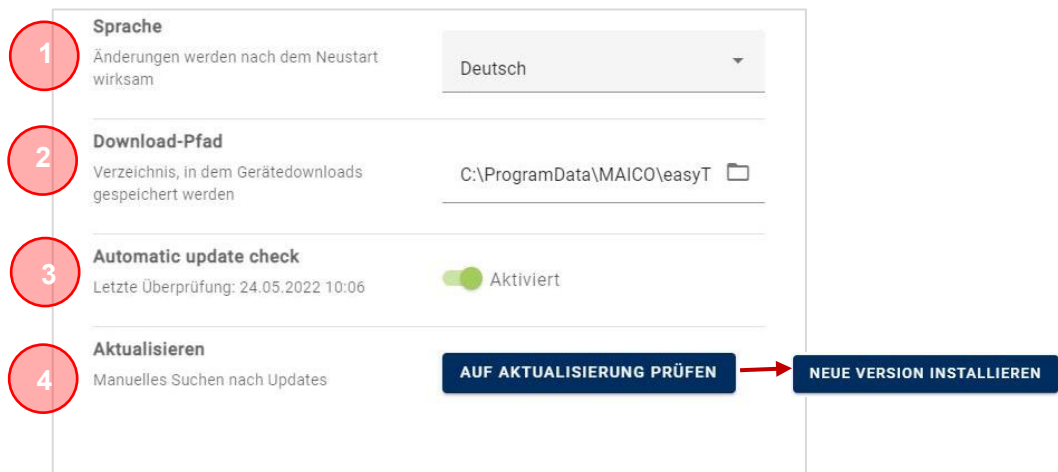 Sprache
1
Änderungen werden nach dem Neustart
wirksam
Deutsch
Download-Pfad
2
Verzeichnis, in dem Gerätedownloads
gespeichert werden
C:\ProgramData\MAICO\easyT
Automatic update check
3
Letzte Überprüfung: 24.05.2022 10:06
Aktiviert
Aktualisieren
4
Manuelles Suchen nach Updates
AUF AKTUALISIERUNG PRÜFEN
NEUE VERSION INSTALLIEREN